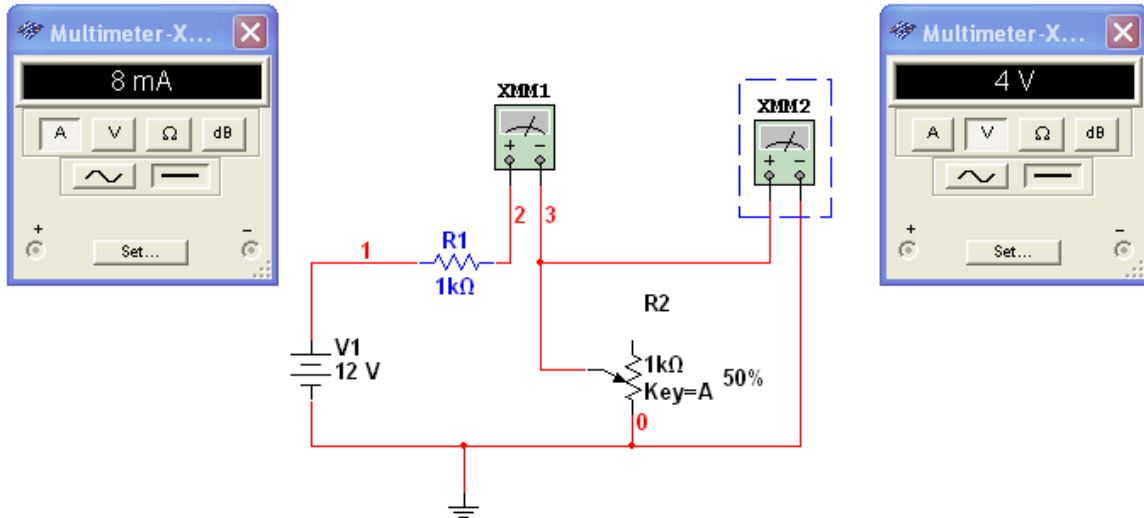 Multimeter-X...
8 mA
A V Ω dB
+ -
Set...
XMM1
+ -
2 3
1
R1
1kΩ
V1
12 V
R2
1kΩ
Key=A 50%
0
XMM2
+ -
Multimeter-X...
4 V
A V Ω dB
+ -
Set...